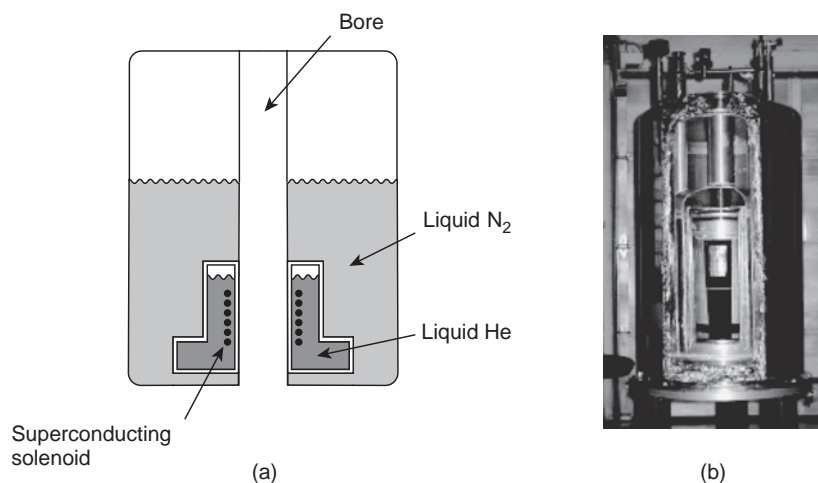 Bore
Liquid N₂
Liquid He
Superconducting
solenoid
(a)
(b)